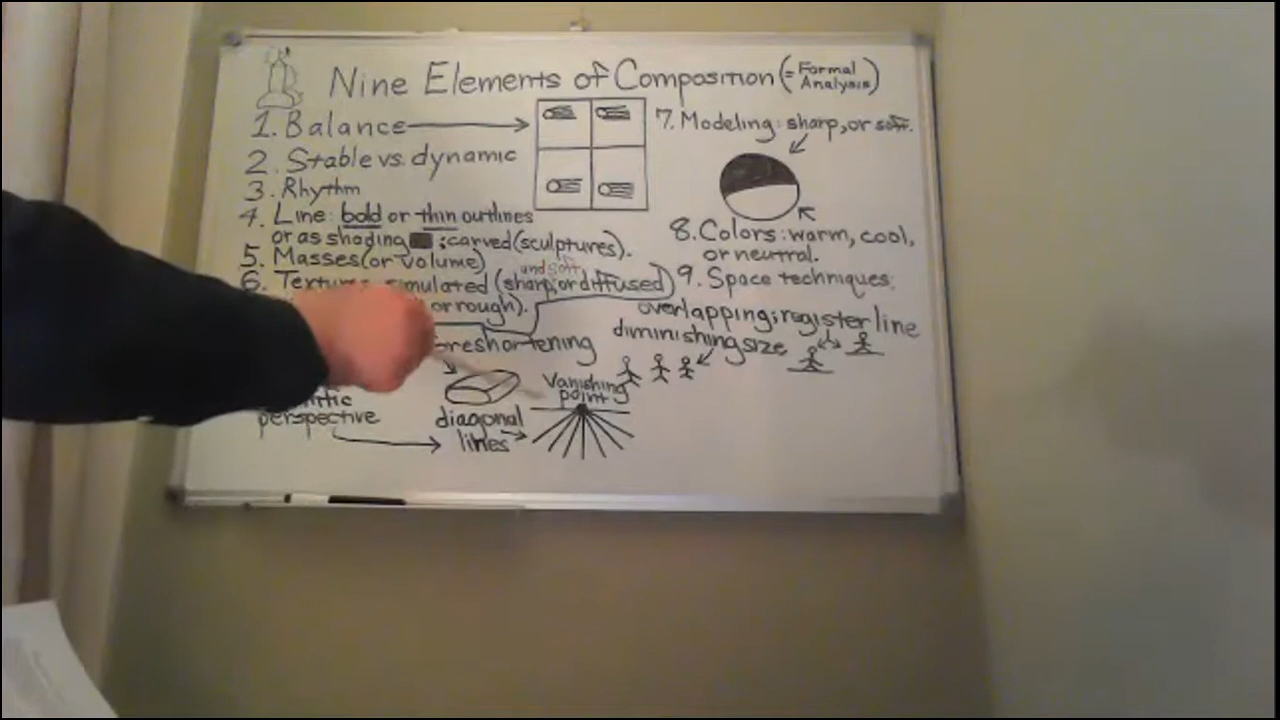 Nine Elements of Composition (= Formal Analysis)
1. Balance
2. Stable vs. dynamic
3. Rhythm
4. Line: bold or thin outlines
or as shading ; carved (sculptures).
5. Masses (or volume)
and soft
6. simulated (sharp, or diffused)
or rough).
perspective
diagonal
lines
Vanishing
point
7. Modeling: sharp, or soft.
8. Colors: warm, cool,
or neutral.
9. Space techniques:
overlapping; register line
diminishing size